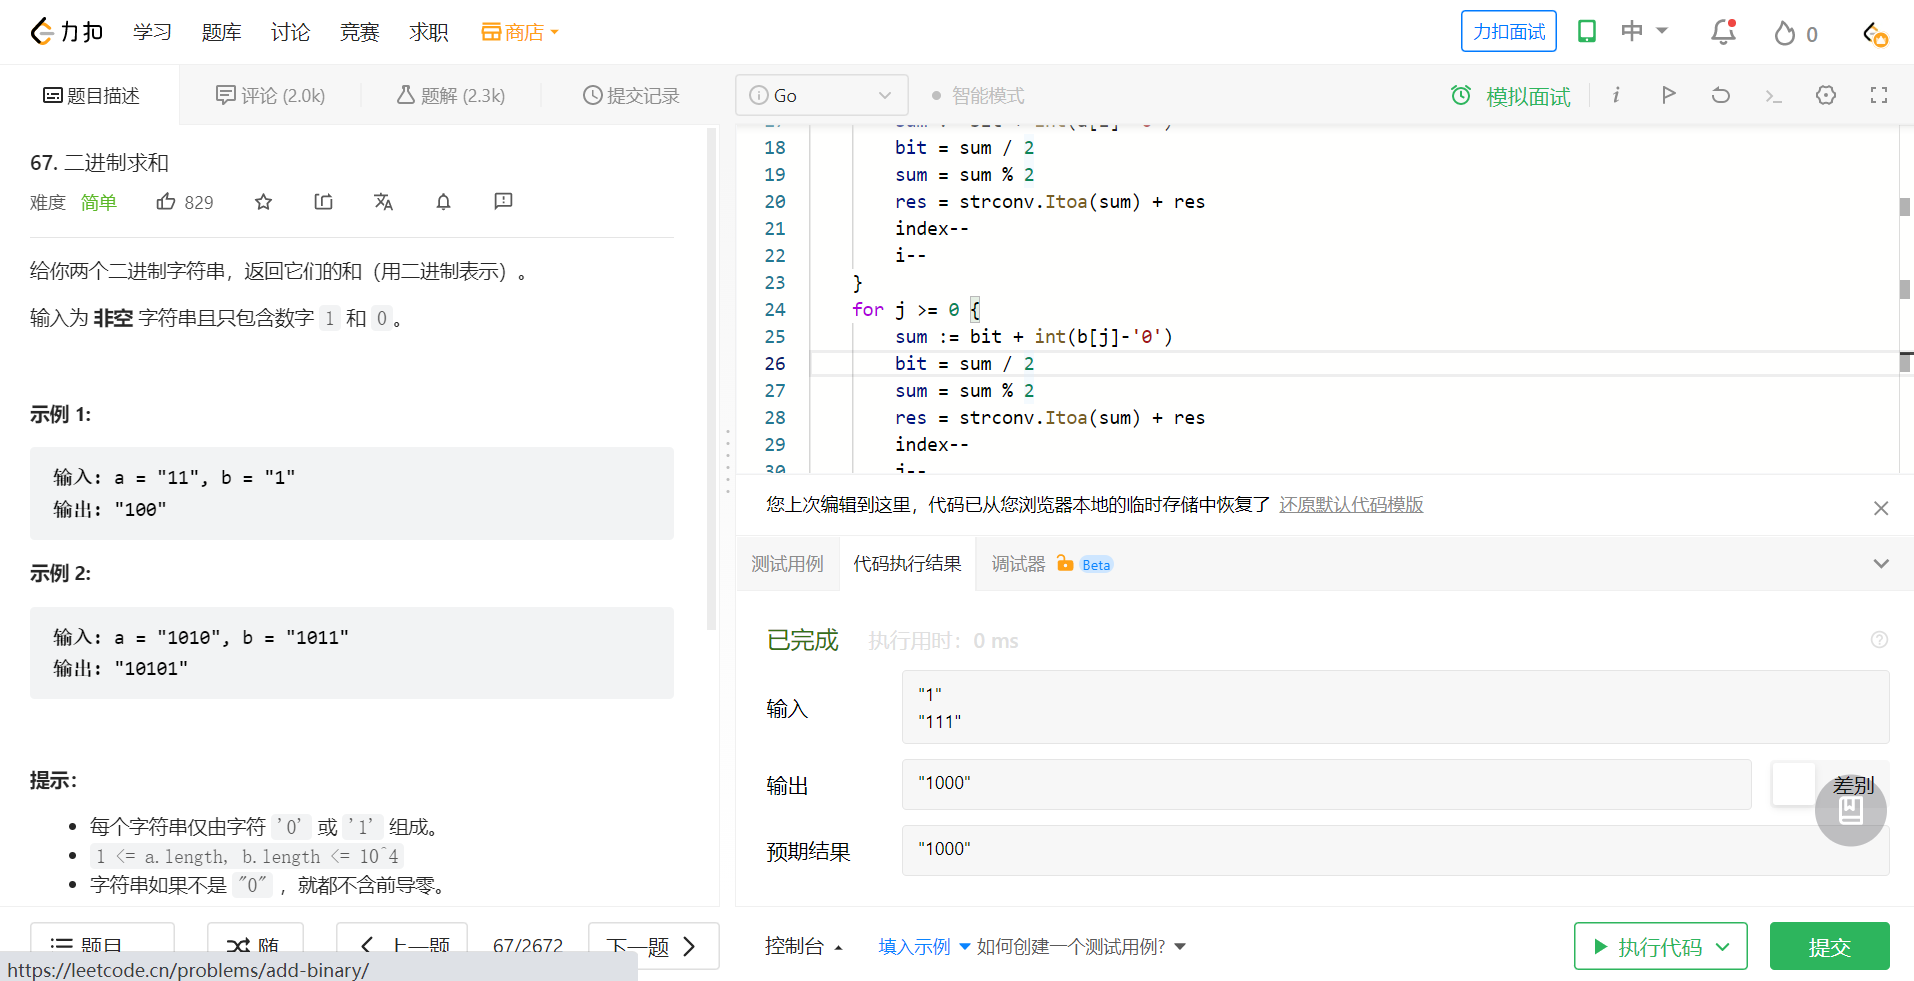 力扣 学习 题库 讨论 求职 竞赛 商店 力扣面试 中 0
题目描述 评论 (2.0k) 题解 (2.3k) 提交记录
67. 二进制求和
难度 简单 829
给你两个二进制字符串，返回它们的和（用二进制表示）。
输入为 非空 字符串且只包含数字 1 和 0。
示例 1:
输入: a = "11", b = "1"
输出: "100"
示例 2:
输入: a = "1010", b = "1011"
输出: "10101"
提示：
每个字符串仅由字符 '0' 或 '1' 组成。
1 <= a.length, b.length <= 10^4
字符串如果不是 "0" ，就都不含前导零。
题目 随 上一题 67/2672 下一题
https://leetcode.cn/problems/add-binary/
Go 智能模式 模拟面试 i
18 bit = sum / 2
19 sum = sum % 2
20 res = strconv.Itoa(sum) + res
21 index--
22 i--
23 }
24 for j >= 0 {
25 sum := bit + int(b[j]-'0')
26 bit = sum / 2
27 sum = sum % 2
28 res = strconv.Itoa(sum) + res
29 index--
30 j--
您上次编辑到这里，代码已从您浏览器本地的临时存储中恢复了 还原默认代码模版
测试用例 代码执行结果 调试器 Beta
已完成 执行用时：0 ms
输入
"1"
"111"
输出 "1000" 差别
预期结果 "1000"
控制台 填入示例 如何创建一个测试用例? 执行代码 提交